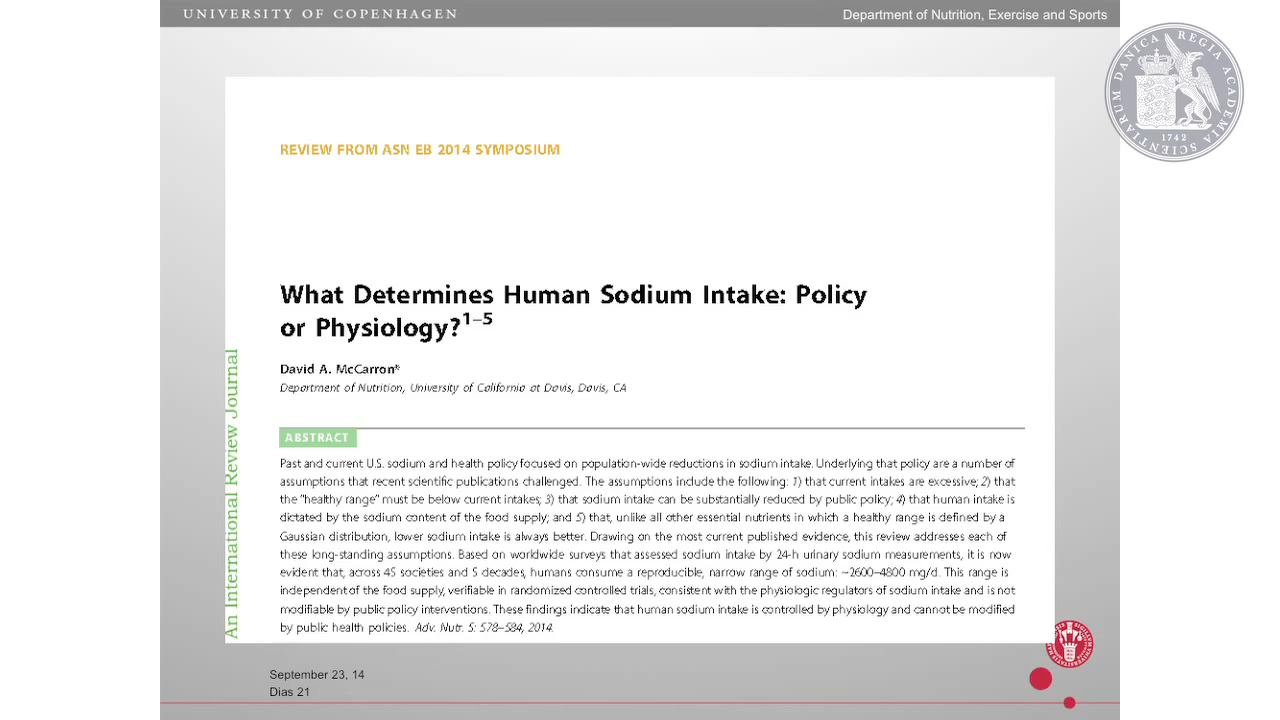 UNIVERSITY OF COPENHAGEN
Department of Nutrition, Exercise and Sports
REGIA ACADEMIA SCIENTIARUM DANICA
1742
REVIEW FROM ASN EB 2014 SYMPOSIUM
What Determines Human Sodium Intake: Policy
or Physiology?1–5
David A. McCarron*
Department of Nutrition, University of California at Davis, Davis, CA
An International Review Journal
ABSTRACT
Past and current U.S. sodium and health policy focused on population-wide reductions in sodium intake. Underlying that policy are a number of
assumptions that recent scientific publications challenged. The assumptions include the following: 1) that current intakes are excessive; 2) that
the “healthy range” must be below current intakes; 3) that sodium intake can be substantially reduced by public policy; 4) that human intake is
dictated by the sodium content of the food supply; and 5) that, unlike all other essential nutrients in which a healthy range is defined by a
Gaussian distribution, lower sodium intake is always better. Drawing on the most current published evidence, this review addresses each of
these long-standing assumptions. Based on worldwide surveys that assessed sodium intake by 24-h urinary sodium measurements, it is now
evident that, across 45 societies and 5 decades, humans consume a reproducible, narrow range of sodium: ~2600–4800 mg/d. This range is
independent of the food supply, verifiable in randomized controlled trials, consistent with the physiologic regulators of sodium intake and is not
modifiable by public policy interventions. These findings indicate that human sodium intake is controlled by physiology and cannot be modified
by public health policies. Adv. Nutr. 5: 578–584, 2014.
September 23, 14
Dias 21